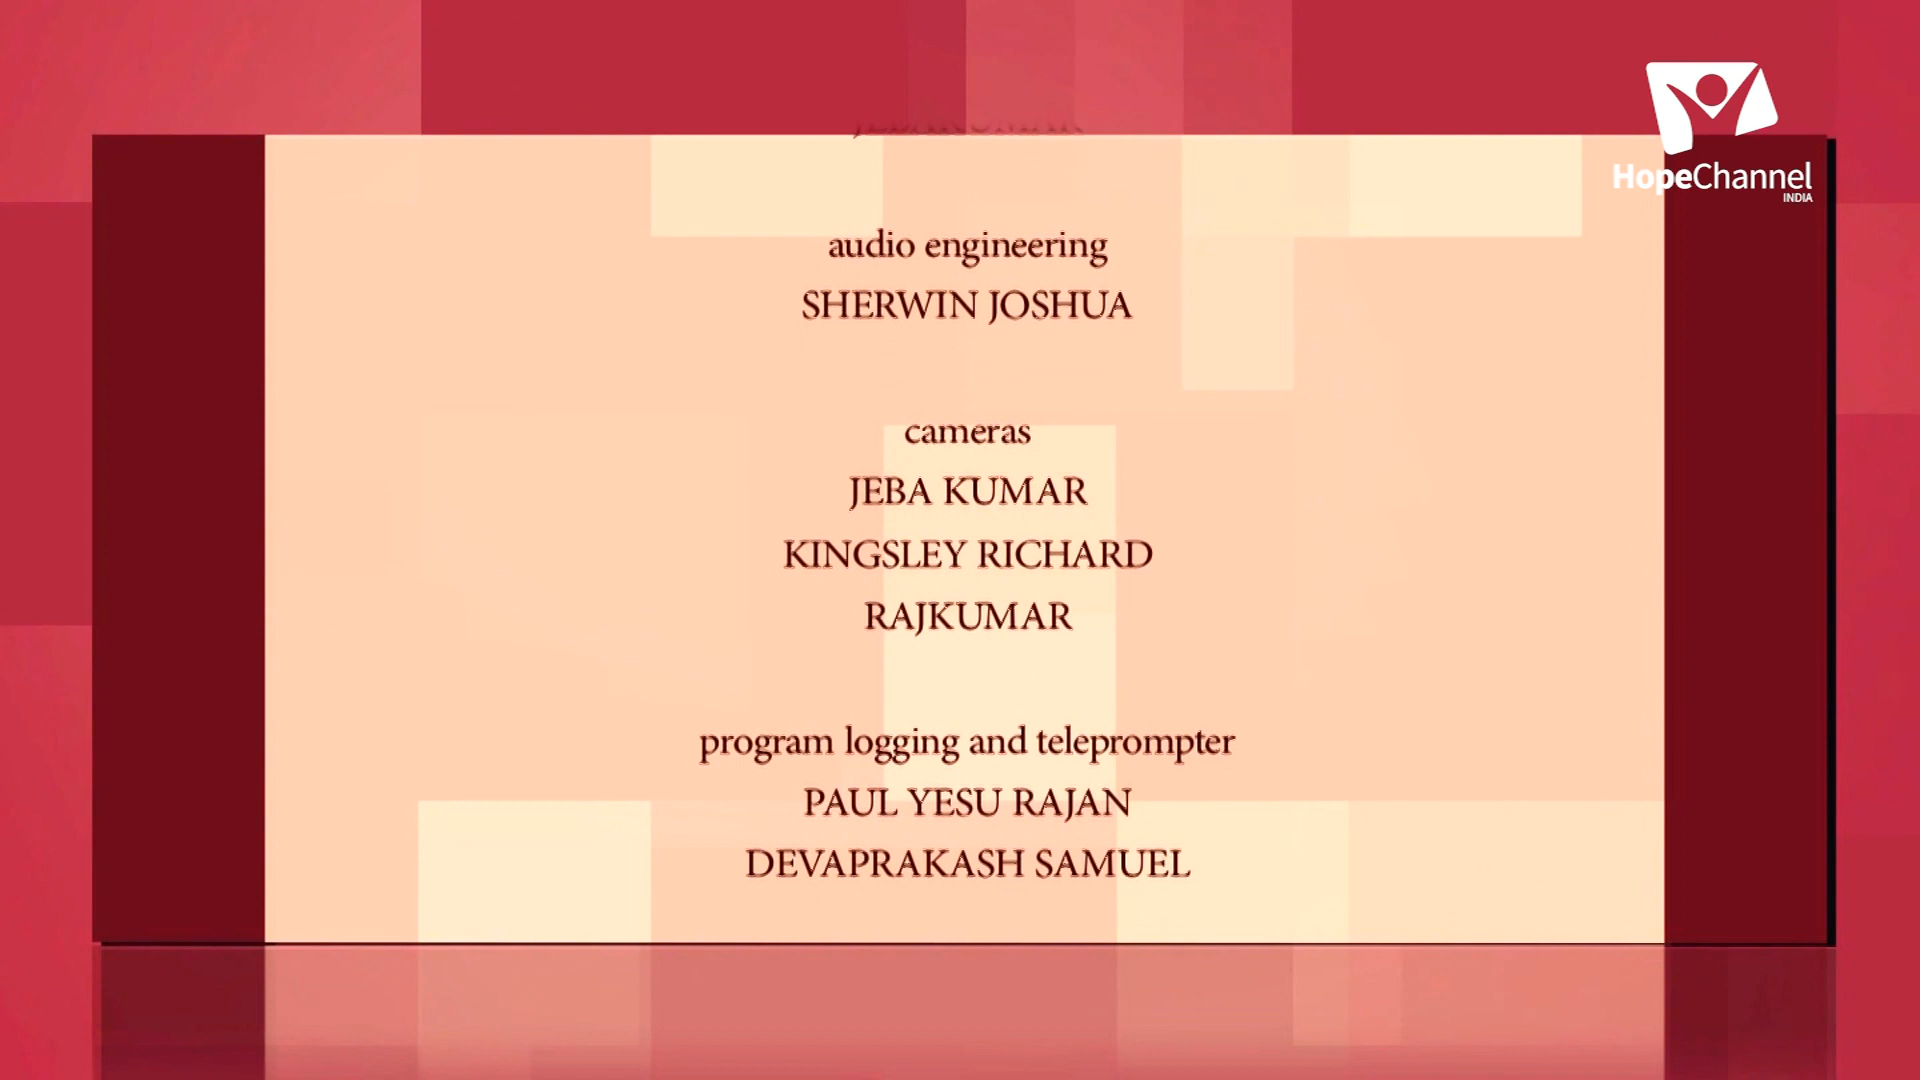 HopeChannel
INDIA
audio engineering
SHERWIN JOSHUA
cameras
JEBA KUMAR
KINGSLEY RICHARD
RAJKUMAR
program logging and teleprompter
PAUL YESU RAJAN
DEVAPRAKASH SAMUEL